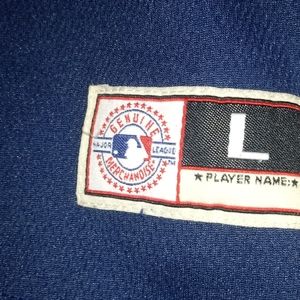 GENUINE
MAJOR LEAGUE
MERCHANDISE
L
★PLAYER NAME:★